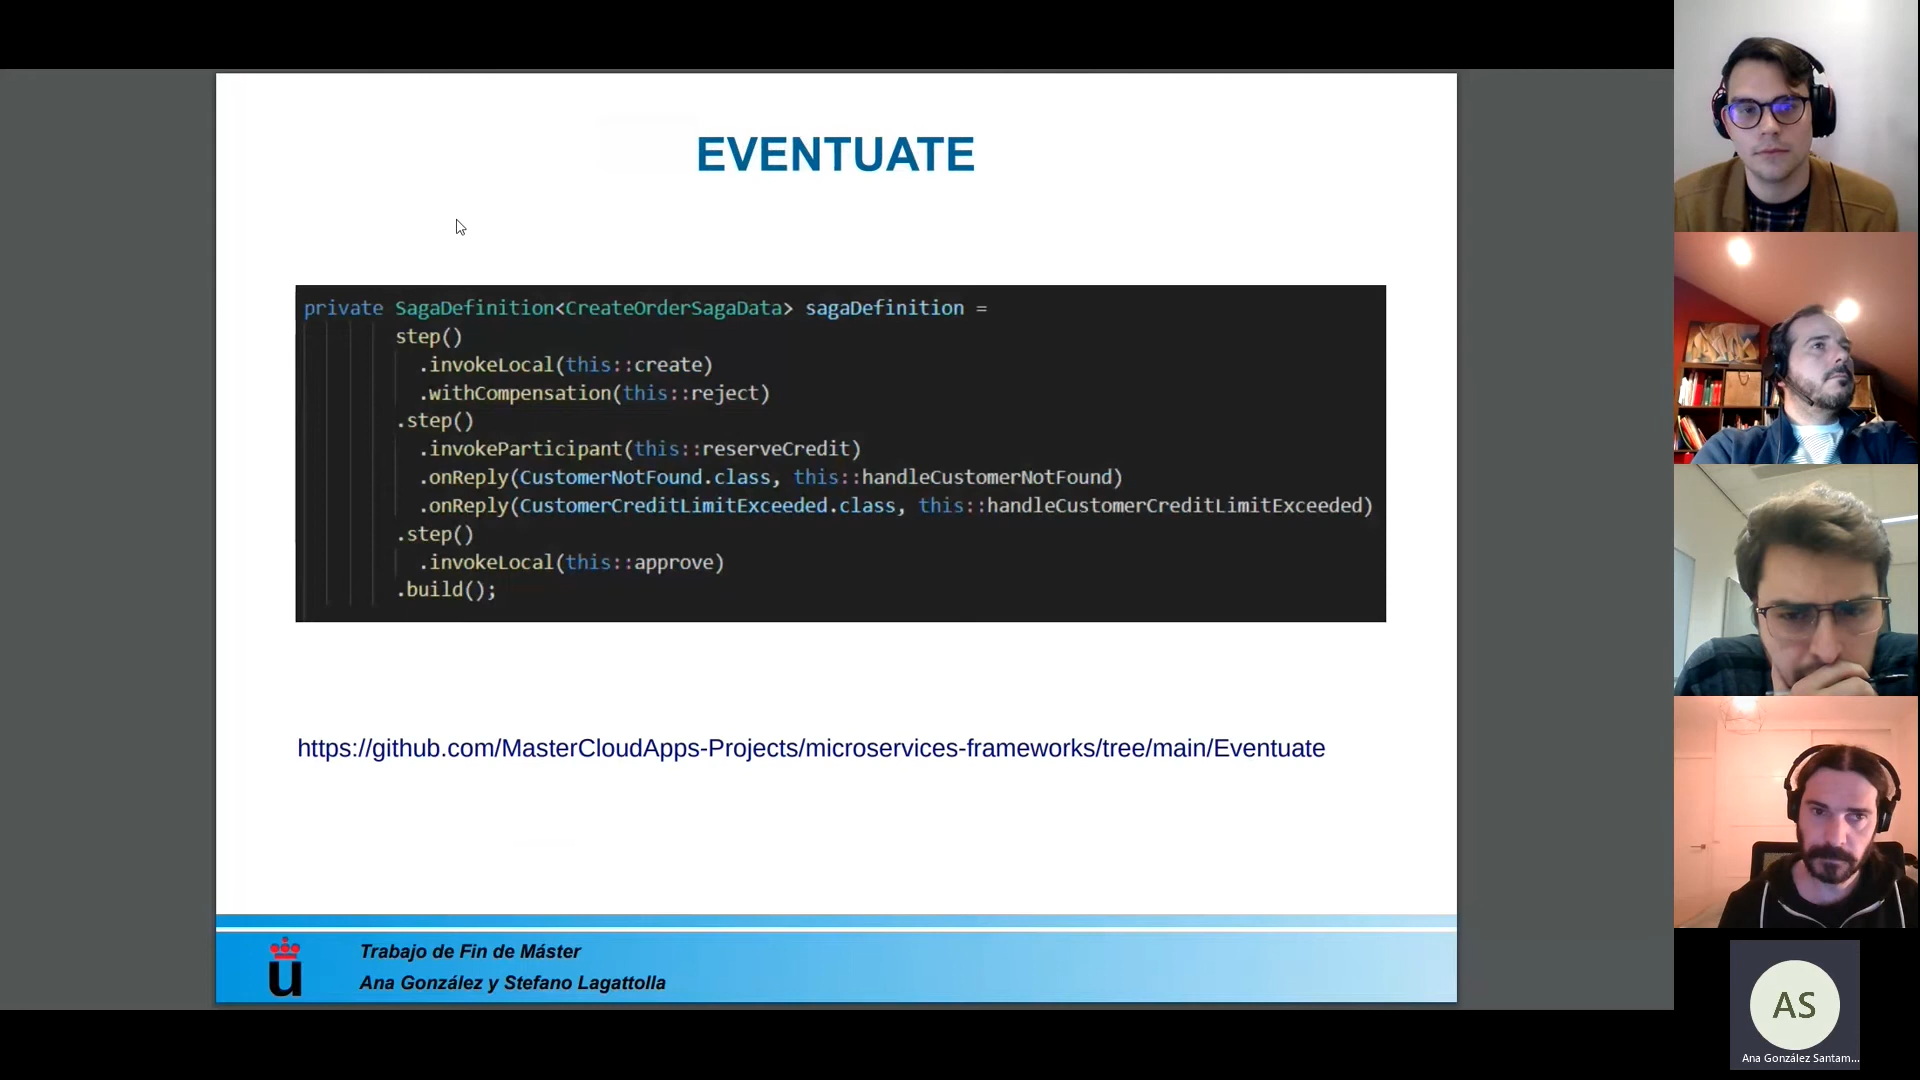 EVENTUATE
private SagaDefinition<CreateOrderSagaData> sagaDefinition =
step()
.invokeLocal(this::create)
.withCompensation(this::reject)
.step()
.invokeParticipant(this::reserveCredit)
.onReply(CustomerNotFound.class, this::handleCustomerNotFound)
.onReply(CustomerCreditLimitExceeded.class, this::handleCustomerCreditLimitExceeded)
.step()
.invokeLocal(this::approve)
.build();
https://github.com/MasterCloudApps-Projects/microservices-frameworks/tree/main/Eventuate
u
Trabajo de Fin de Máster
Ana González y Stefano Lagattolla
AS
Ana González Santam...